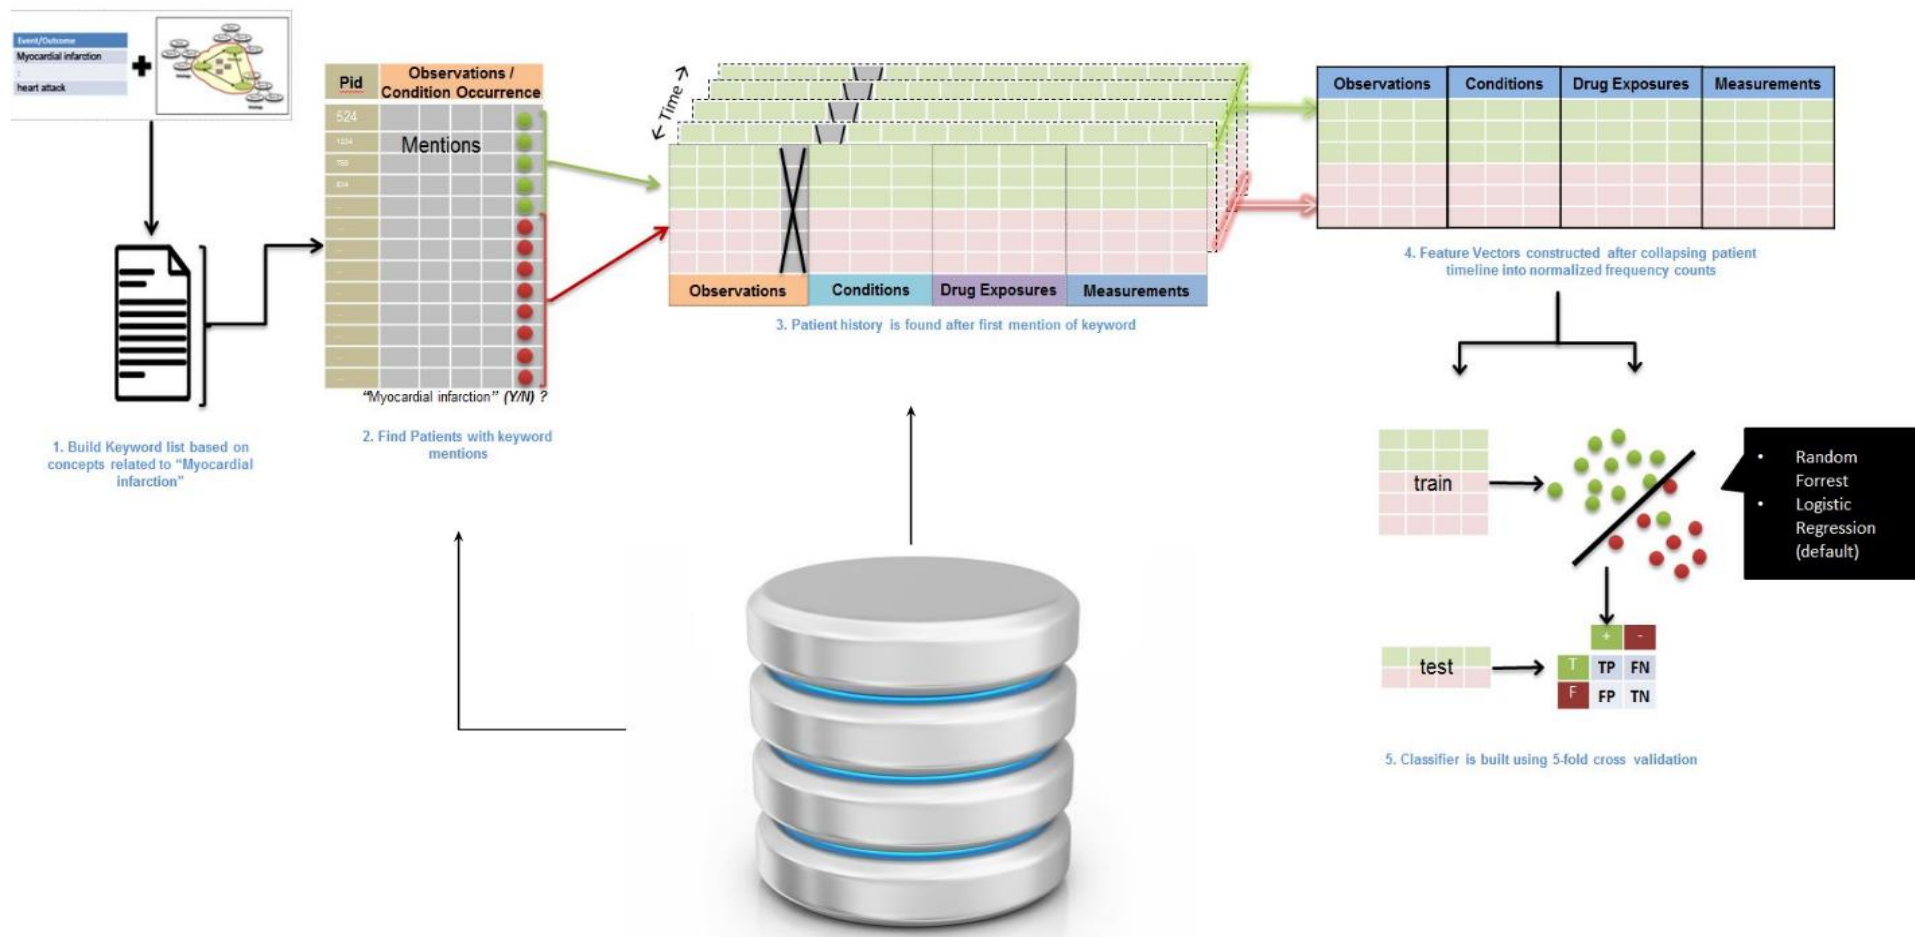 Event/Outcome
Myocardial infarction
:
heart attack
1. Build Keyword list based on
concepts related to “Myocardial
infarction”
Pid
Observations /
Condition Occurrence
524
1234
Mentions
“Myocardial infarction” (Y/N) ?
2. Find Patients with keyword
mentions
Time
Observations
Conditions
Drug Exposures
Measurements
3. Patient history is found after first mention of keyword
Observations
Conditions
Drug Exposures
Measurements
4. Feature Vectors constructed after collapsing patient
timeline into normalized frequency counts
train
• Random
Forrest
• Logistic
Regression
(default)
test
+ -
T TP FN
F FP TN
5. Classifier is built using 5-fold cross validation